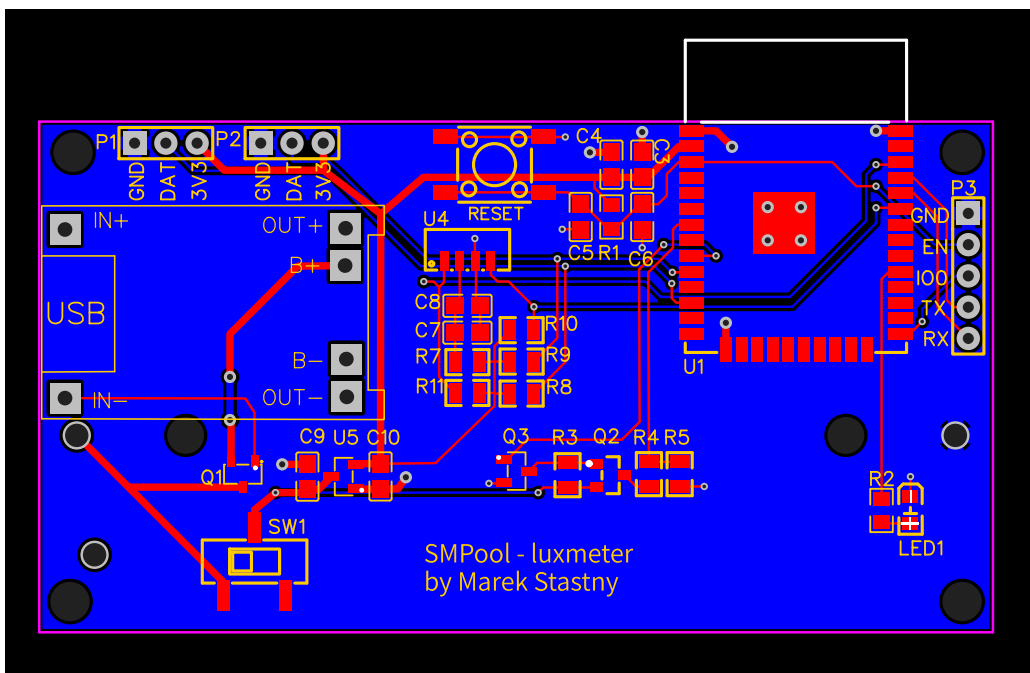 P1
P2
C4
C3
GND
DAT
3V3
GND
DAT
3V3
P3
GND
EN
IO0
TX
RX
RESET
IN+
OUT+
U4
C5
R1
C6
B+
USB
C8
C7
R10
R7
R9
R11
R8
B-
OUT-
IN-
U1
C9
U5
C10
Q3
R3
Q2
R4
R5
Q1
R2
SW1
LED1
SMPool - luxmeter
by Marek Stastny